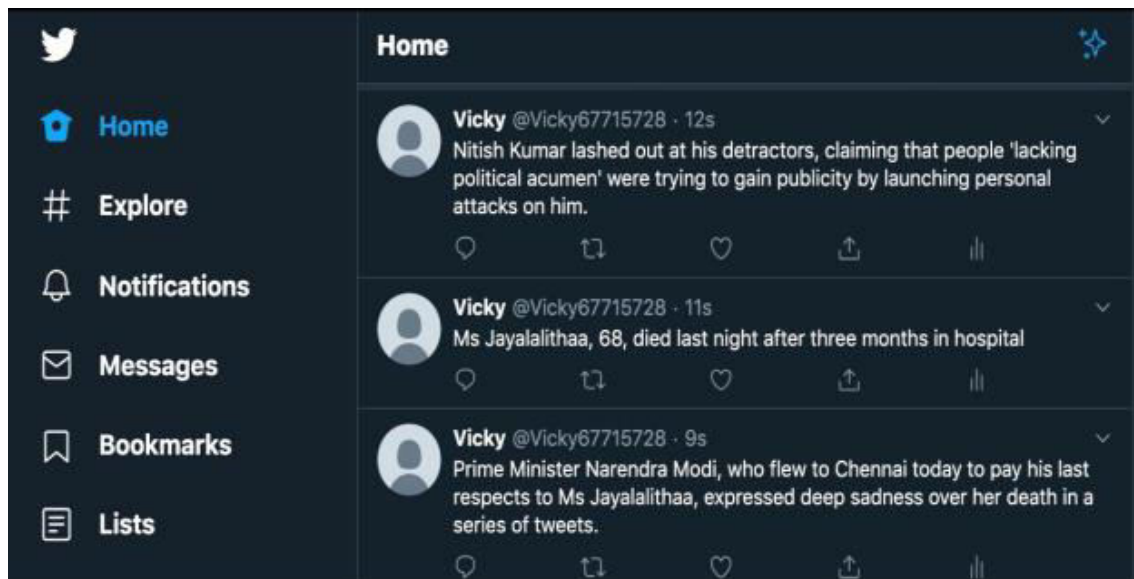 Home
Explore
Notifications
Messages
Bookmarks
Lists
Home
Vicky @Vicky67715728 · 12s
Nitish Kumar lashed out at his detractors, claiming that people 'lacking
political acumen' were trying to gain publicity by launching personal
attacks on him.
Vicky @Vicky67715728 · 11s
Ms Jayalalithaa, 68, died last night after three months in hospital
Vicky @Vicky67715728 · 9s
Prime Minister Narendra Modi, who flew to Chennai today to pay his last
respects to Ms Jayalalithaa, expressed deep sadness over her death in a
series of tweets.